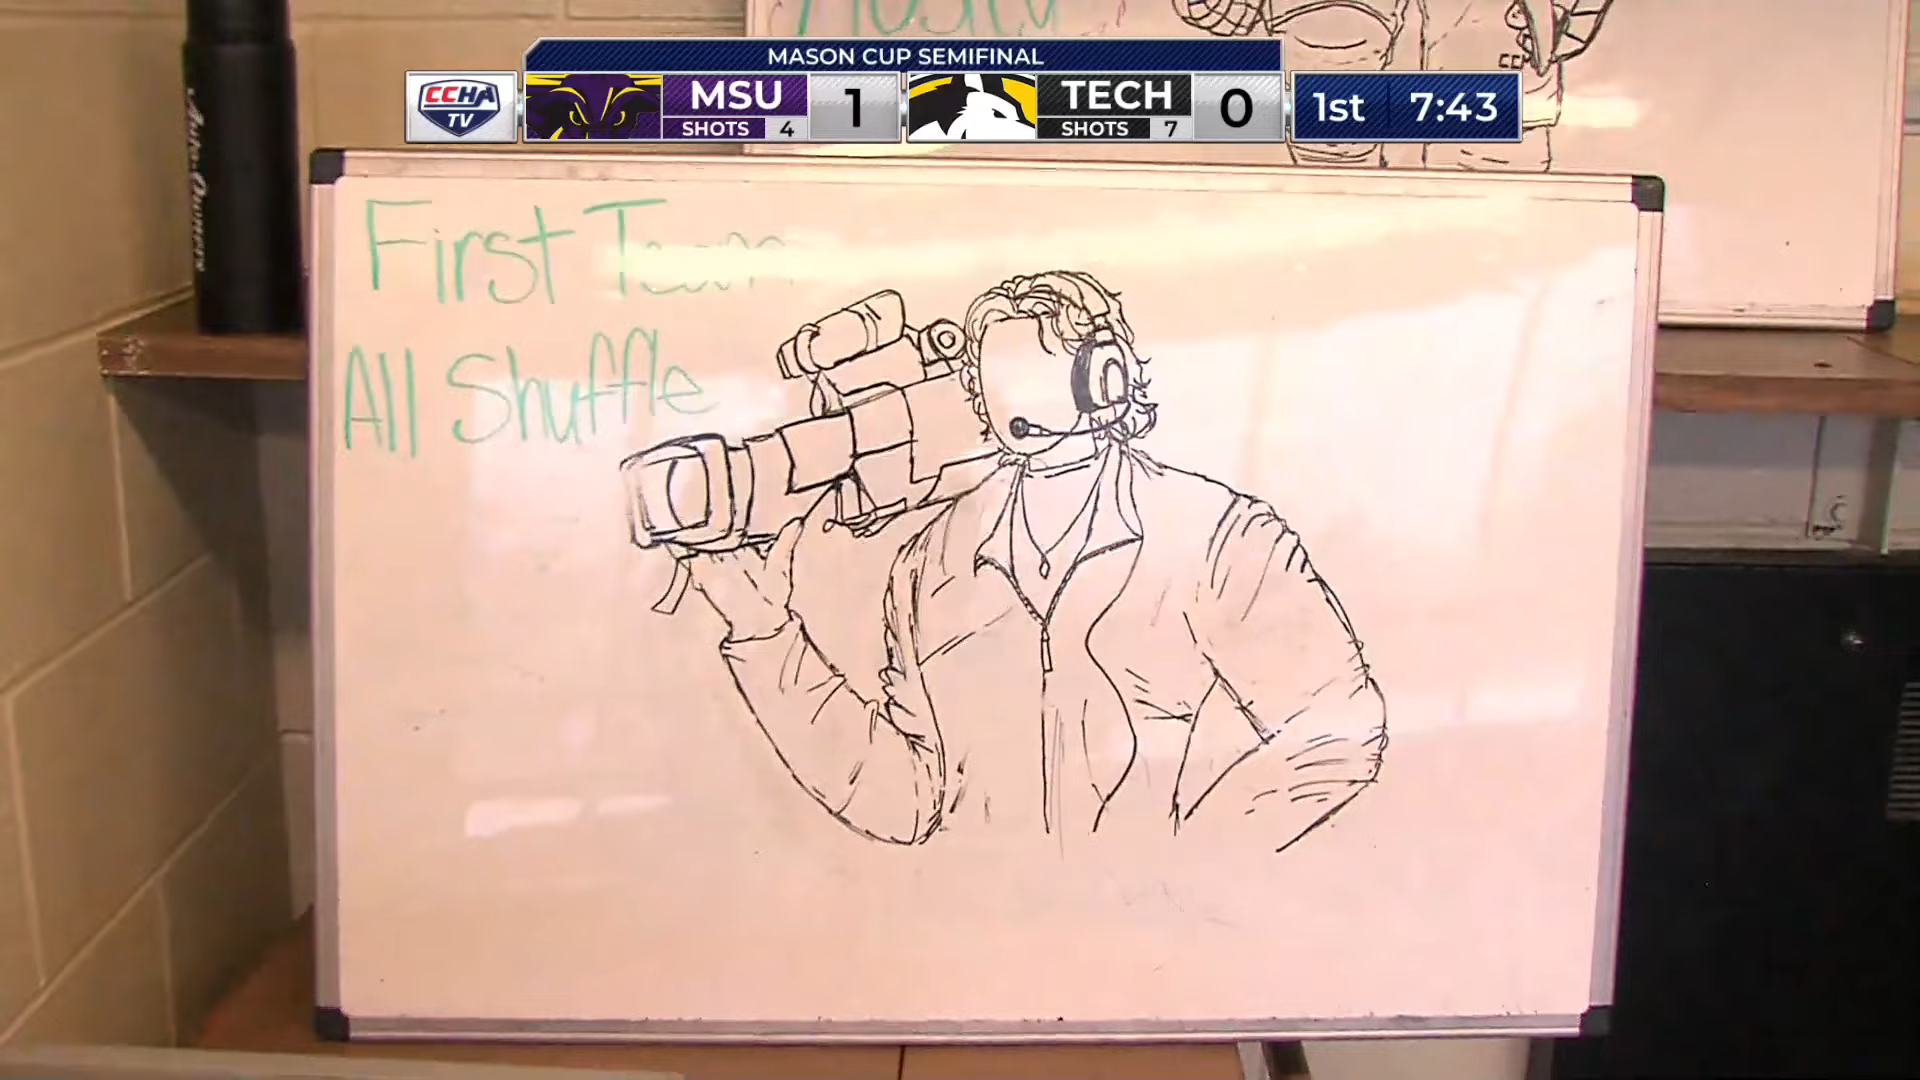 MASON CUP SEMIFINAL
CCHA
TV
MSU
SHOTS 4
1
TECH
SHOTS 7
0
1st 7:43
First Team
All Shuffle